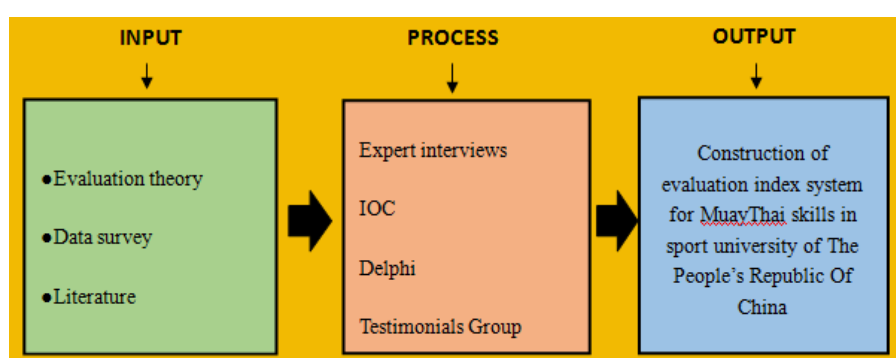 INPUT
PROCESS
OUTPUT
●Evaluation theory
●Data survey
●Literature
Expert interviews
IOC
Delphi
Testimonials Group
Construction of
evaluation index system
for MuayThai skills in
sport university of The
People’s Republic Of
China